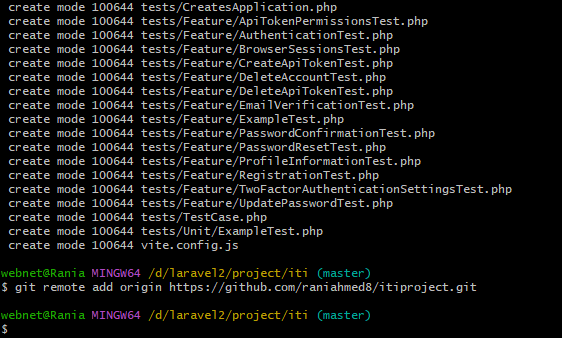 create mode 100644 tests/CreatesApplication.php
create mode 100644 tests/Feature/ApiTokenPermissionsTest.php
create mode 100644 tests/Feature/AuthenticationTest.php
create mode 100644 tests/Feature/BrowserSessionsTest.php
create mode 100644 tests/Feature/CreateApiTokenTest.php
create mode 100644 tests/Feature/DeleteAccountTest.php
create mode 100644 tests/Feature/DeleteApiTokenTest.php
create mode 100644 tests/Feature/EmailVerificationTest.php
create mode 100644 tests/Feature/ExampleTest.php
create mode 100644 tests/Feature/PasswordConfirmationTest.php
create mode 100644 tests/Feature/PasswordResetTest.php
create mode 100644 tests/Feature/ProfileInformationTest.php
create mode 100644 tests/Feature/RegistrationTest.php
create mode 100644 tests/Feature/TwoFactorAuthenticationSettingsTest.php
create mode 100644 tests/Feature/UpdatePasswordTest.php
create mode 100644 tests/TestCase.php
create mode 100644 tests/Unit/ExampleTest.php
create mode 100644 vite.config.js
webnet@Rania MINGW64 /d/laravel2/project/iti (master)
$ git remote add origin https://github.com/raniahmed8/itiproject.git
webnet@Rania MINGW64 /d/laravel2/project/iti (master)
$